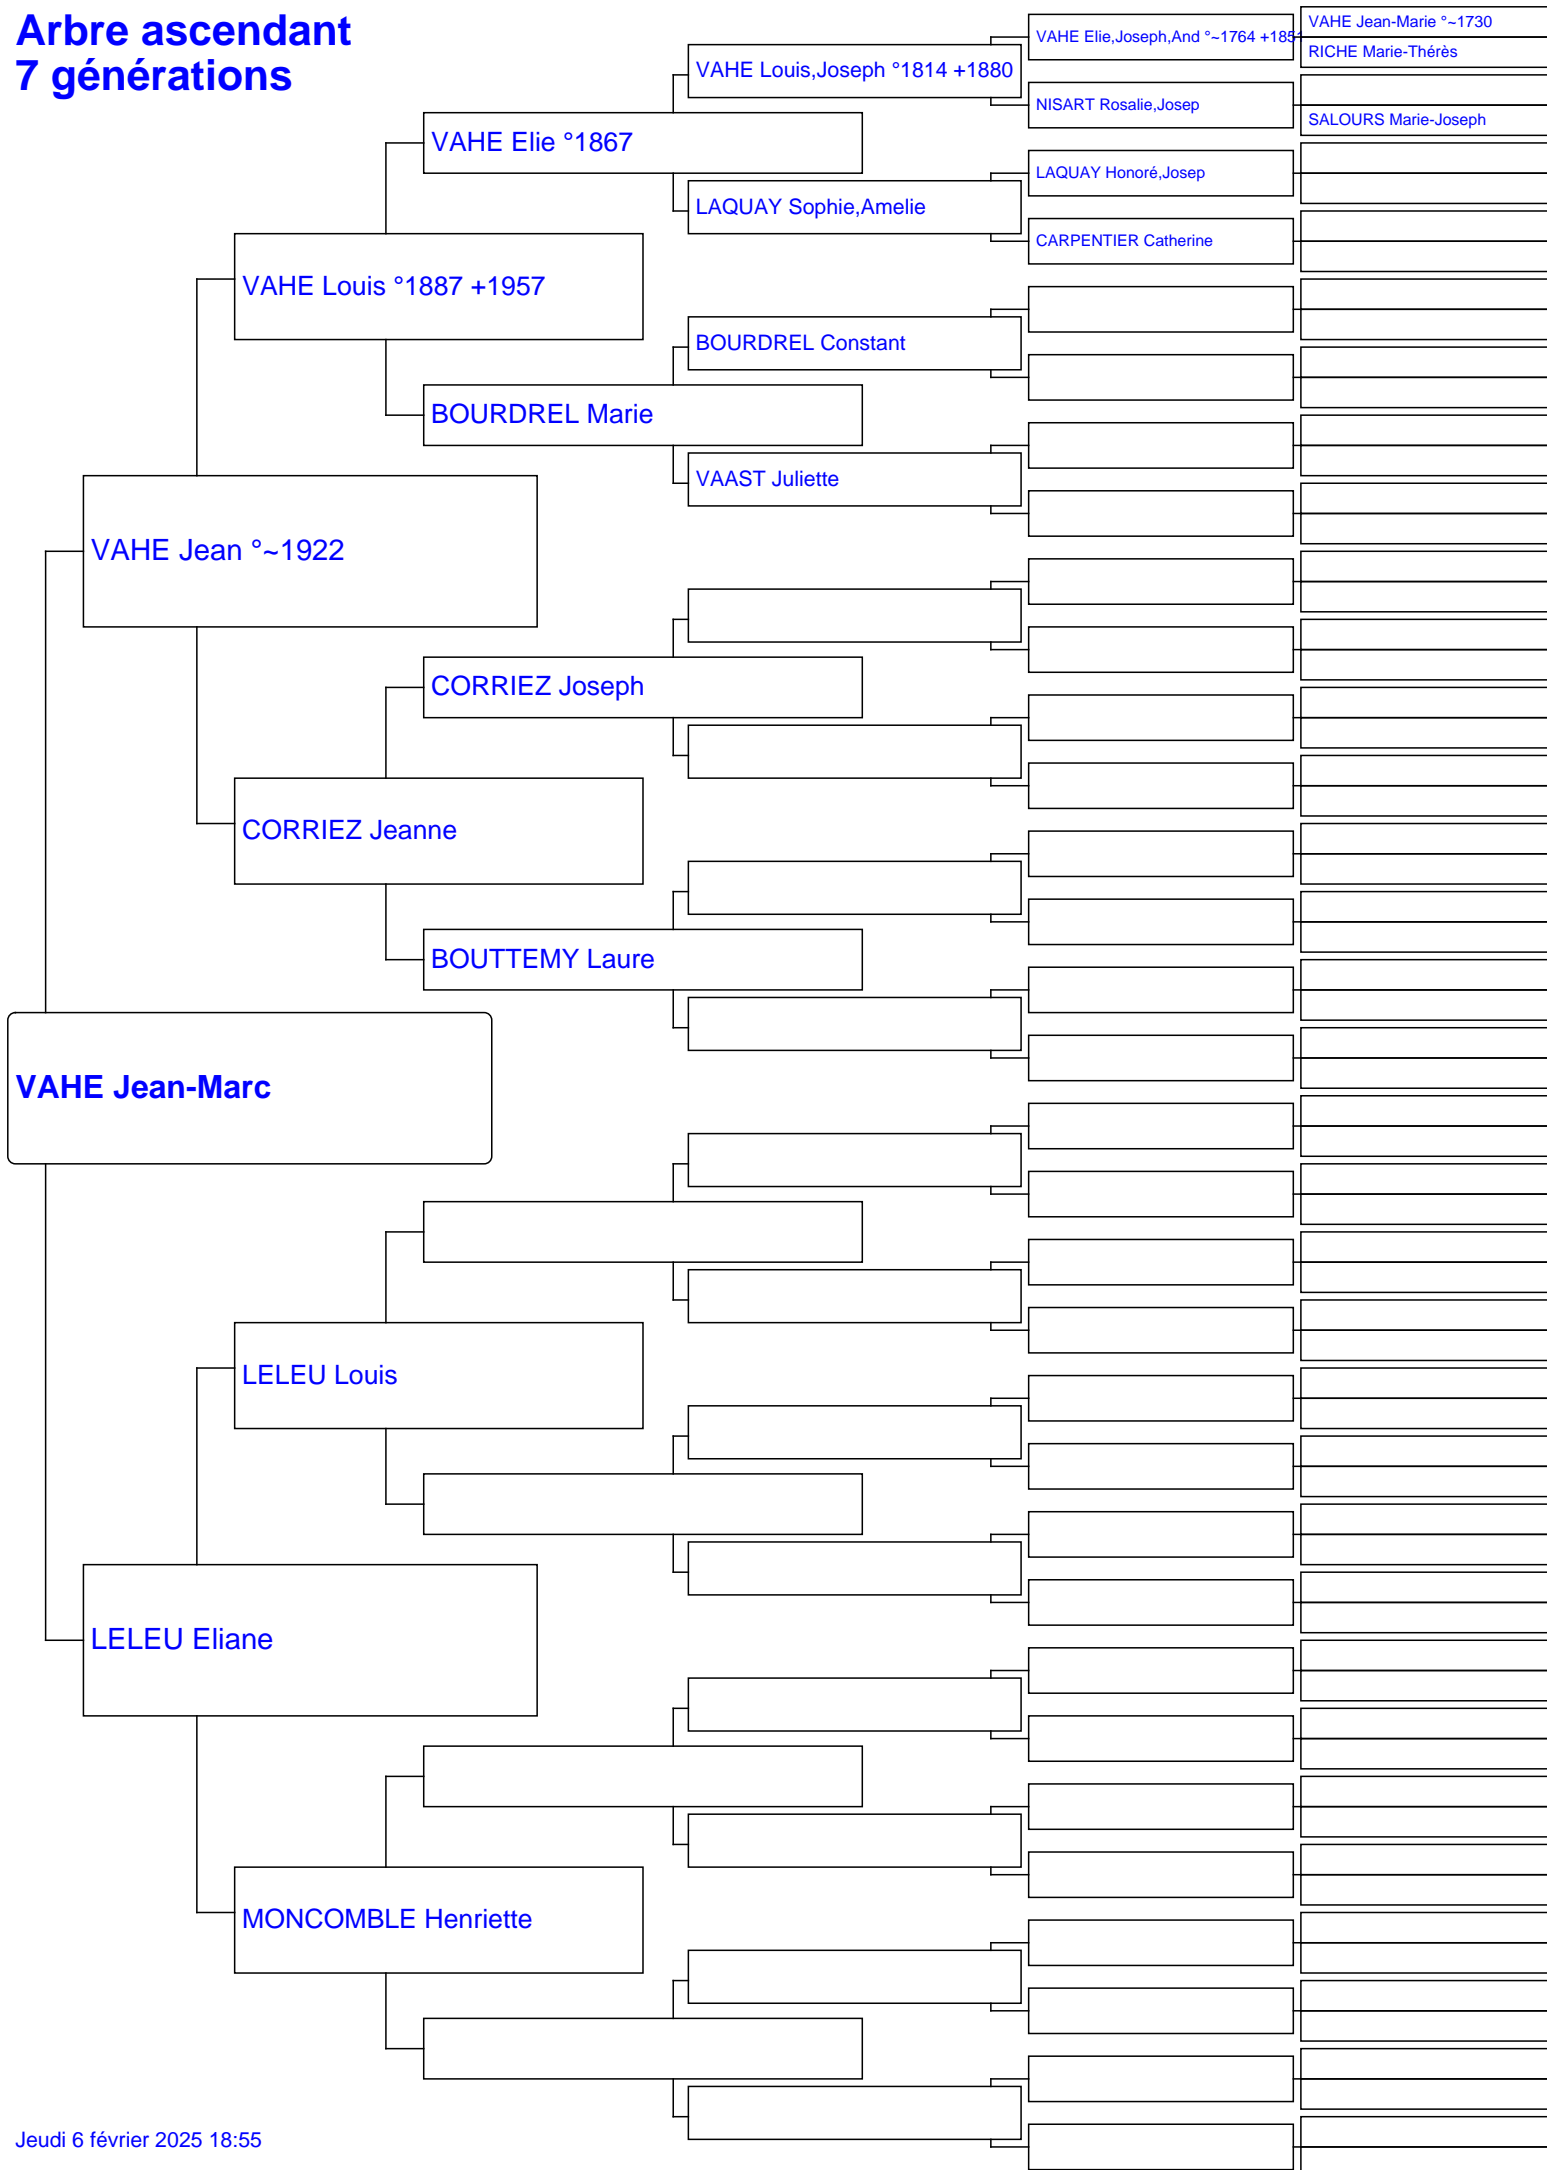 Arbre ascendant
7 générations
VAHE Jean-Marie °~1730
VAHE Elie,Joseph,And °~1764 +185
RICHE Marie-Thérès
VAHE Louis,Joseph °1814 +1880
NISART Rosalie,Josep
SALOURS Marie-Joseph
VAHE Elie °1867
LAQUAY Honoré,Josep
LAQUAY Sophie,Amelie
CARPENTIER Catherine
VAHE Louis °1887 +1957
BOURDREL Constant
BOURDREL Marie
VAAST Juliette
VAHE Jean °~1922
CORRIEZ Joseph
CORRIEZ Jeanne
BOUTTEMY Laure
VAHE Jean-Marc
LELEU Louis
LELEU Eliane
MONCOMBLE Henriette
Jeudi 6 février 2025 18:55